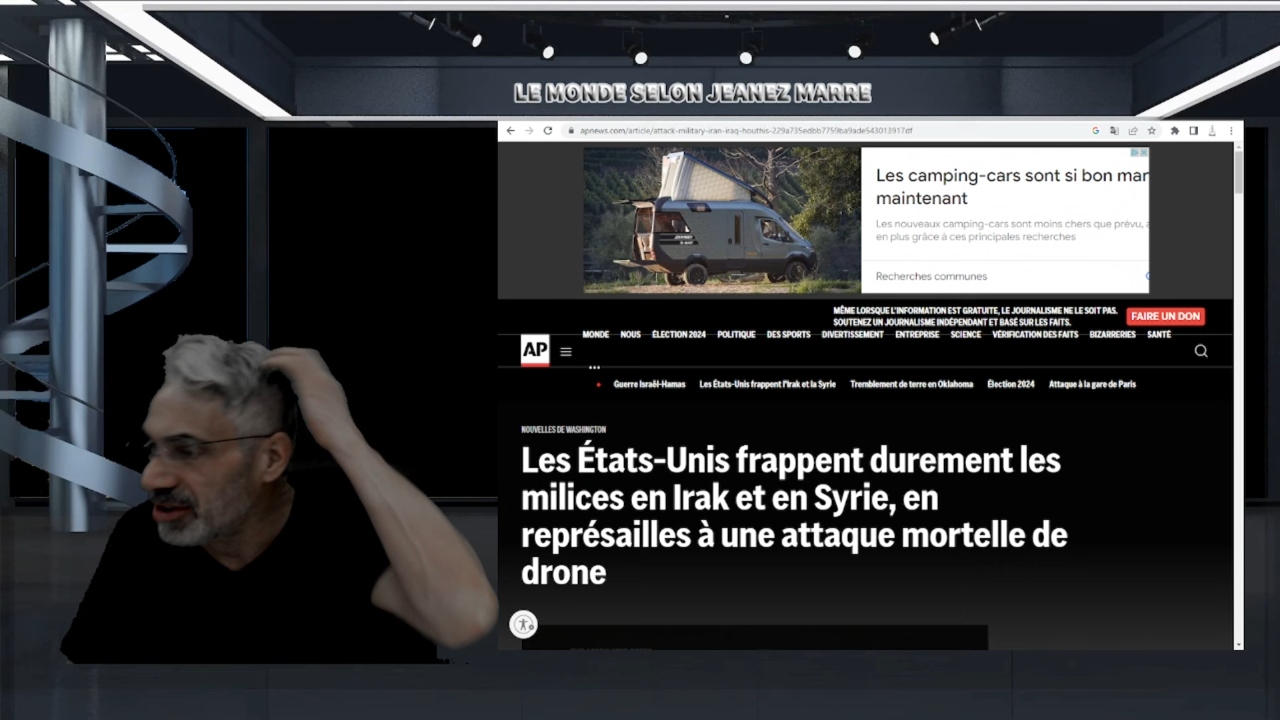 LE MONDE SELON JEANEZ MARRE
apnews.com/article/attack-military-iran-iraq-houthis-229a735edbb7759ba9ade543013917df
Les camping-cars sont si bon mar
maintenant
Les nouveaux camping-cars sont moins chers que prévu, a
en plus grâce à ces principales recherches
Recherches communes
MÊME LORSQUE L'INFORMATION EST GRATUITE, LE JOURNALISME NE LE SOIT PAS.
SOUTENEZ UN JOURNALISME INDÉPENDANT ET BASÉ SUR LES FAITS.
FAIRE UN DON
AP
MONDE NOUS ÉLECTION 2024 POLITIQUE DES SPORTS DIVERTISSEMENT ENTREPRISE SCIENCE VÉRIFICATION DES FAITS BIZARRERIES SANTÉ
Guerre Israël-Hamas Les États-Unis frappent l'Irak et la Syrie Tremblement de terre en Oklahoma Élection 2024 Attaque à la gare de Paris
NOUVELLES DE WASHINGTON
Les États-Unis frappent durement les
milices en Irak et en Syrie, en
représailles à une attaque mortelle de
drone